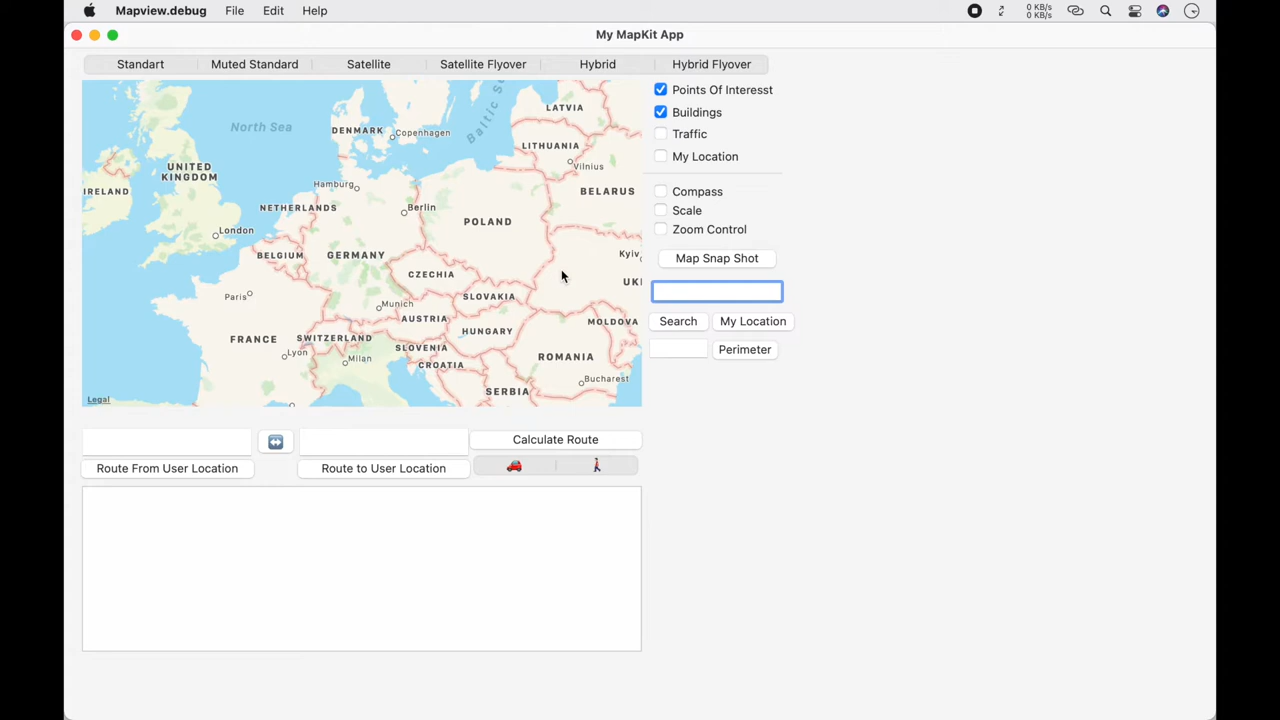 Mapview.debug File Edit Help 0 KB/s
0 KB/s
My MapKit App
Standart Muted Standard Satellite Satellite Flyover Hybrid Hybrid Flyover
Points Of Interesst
Buildings
Traffic
My Location
Compass
Scale
Zoom Control
Map Snap Shot
Search My Location
Perimeter
North Sea
Baltic S
LATVIA
DENMARK
Copenhagen
LITHUANIA
Vilnius
UNITED
KINGDOM
IRELAND
Hamburg
BELARUS
NETHERLANDS
Berlin
POLAND
London
BELGIUM
GERMANY
Kyiv
CZECHIA
UKI
Paris
SLOVAKIA
Munich
AUSTRIA
MOLDOVA
FRANCE
SWITZERLAND
HUNGARY
Lyon
SLOVENIA
Milan
CROATIA
ROMANIA
Bucharest
SERBIA
Legal
Calculate Route
Route From User Location Route to User Location